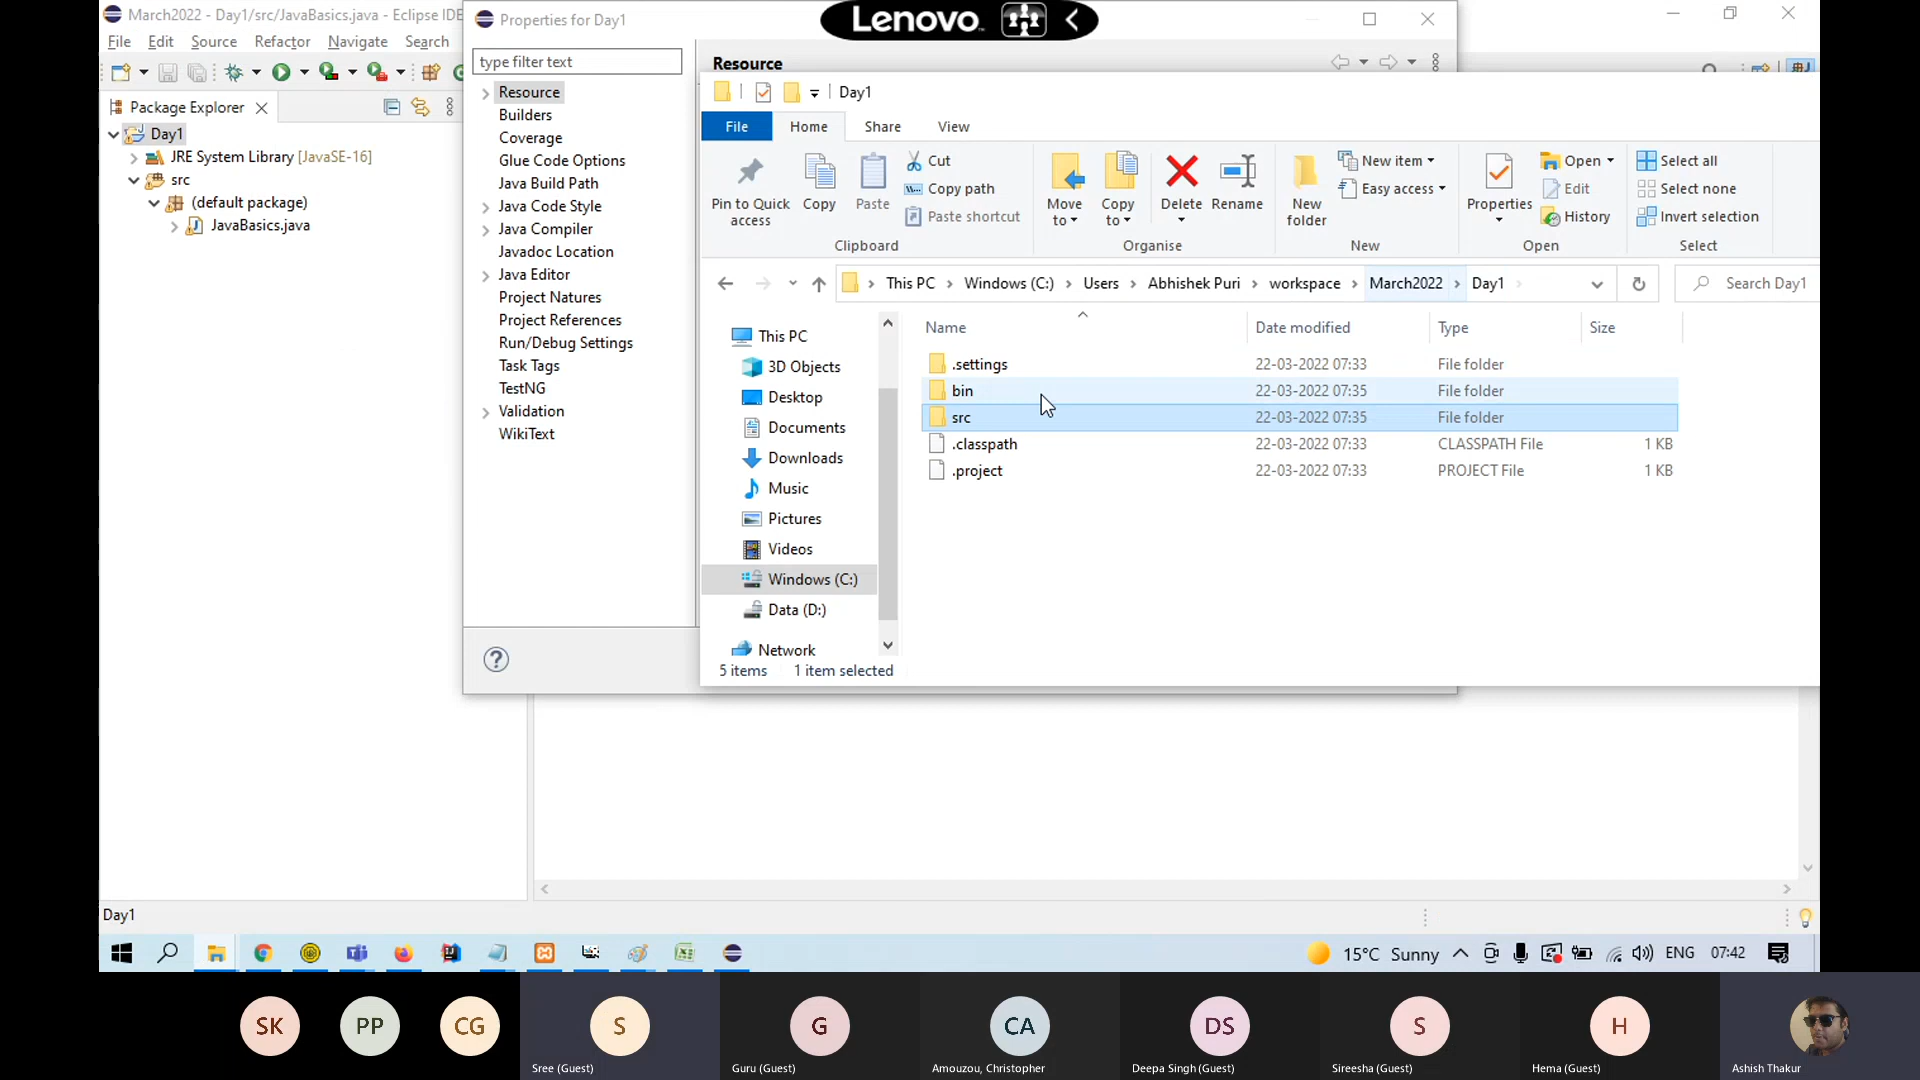 March2022 - Day1/src/JavaBasics.java - Eclipse IDE
File Edit Source Refactor Navigate Search
Package Explorer
Day1
JRE System Library [JavaSE-16]
src
(default package)
JavaBasics.java
Properties for Day1
Lenovo
type filter text
Resource
Resource
Builders
Coverage
Glue Code Options
Java Build Path
Java Code Style
Java Compiler
Javadoc Location
Java Editor
Project Natures
Project References
Run/Debug Settings
Task Tags
TestNG
Validation
WikiText
Day1
File Home Share View
Pin to Quick access
Copy
Paste
Cut
Copy path
Paste shortcut
Clipboard
Move to
Copy to
Delete
Rename
Organise
New folder
New item
Easy access
New
Properties
Open
Edit
History
Open
Select all
Select none
Invert selection
Select
This PC Windows (C:) Users Abhishek Puri workspace March2022 Day1
Search Day1
This PC
3D Objects
Desktop
Documents
Downloads
Music
Pictures
Videos
Windows (C:)
Data (D:)
Network
Name Date modified Type Size
.settings 22-03-2022 07:33 File folder
bin 22-03-2022 07:35 File folder
src 22-03-2022 07:35 File folder
.classpath 22-03-2022 07:33 CLASSPATH File 1 KB
.project 22-03-2022 07:33 PROJECT File 1 KB
5 items 1 item selected
Day1
15°C Sunny ENG 07:42
SK PP CG S G CA DS S H
Sree (Guest) Guru (Guest) Amouzou, Christopher Deepa Singh (Guest) Sireesha (Guest) Hema (Guest) Ashish Thakur